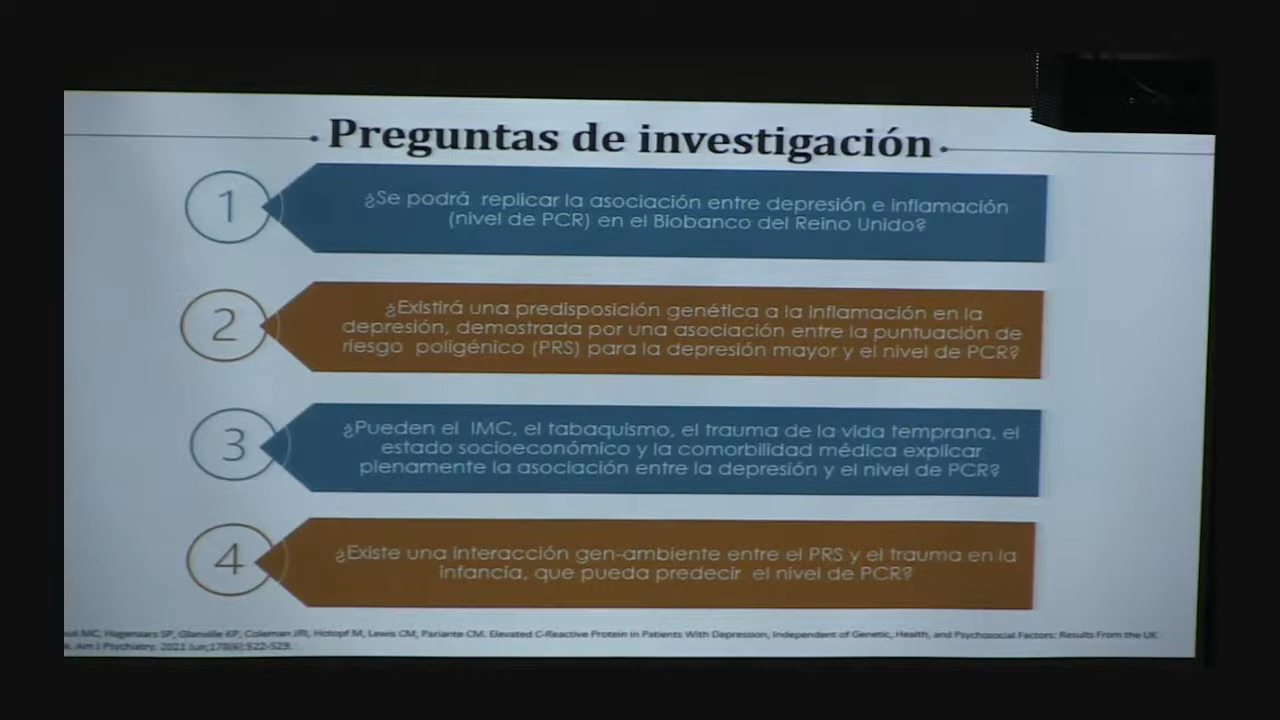 Preguntas de investigación
1
¿Se podrá replicar la asociación entre depresión e inflamación
(nivel de PCR) en el Biobanco del Reino Unido?
2
¿Existirá una predisposición genética a la inflamación en la
depresión, demostrada por una asociación entre la puntuación de
riesgo poligénico (PRS) para la depresión mayor y el nivel de PCR?
3
¿Pueden el IMC, el tabaquismo, el trauma de la vida temprana, el
estado socioeconómico y la comorbilidad médica explicar
plenamente la asociación entre la depresión y el nivel de PCR?
4
¿Existe una interacción gen-ambiente entre el PRS y el trauma en la
infancia, que pueda predecir el nivel de PCR?
MC, Hagenaars SP, Glanville KP, Coleman JRI, Hotopf M, Lewis CM, Pariante CM. Elevated C-Reactive Protein in Patients With Depression, Independent of Genetic, Health, and Psychosocial Factors: Results From the UK
Am J Psychiatry. 2021 Jun;178(6):522-529.